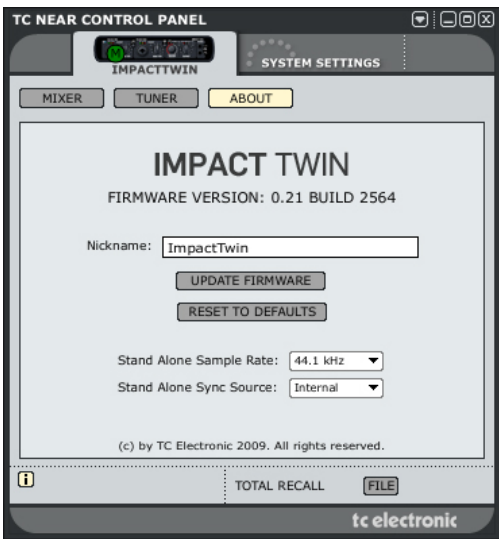 TC NEAR CONTROL PANEL
M
IMPACTTWIN
SYSTEM SETTINGS
MIXER TUNER ABOUT
IMPACT TWIN
FIRMWARE VERSION: 0.21 BUILD 2564
Nickname: ImpactTwin
UPDATE FIRMWARE
RESET TO DEFAULTS
Stand Alone Sample Rate: 44.1 kHz
Stand Alone Sync Source: Internal
(c) by TC Electronic 2009. All rights reserved.
i
TOTAL RECALL FILE
tc electronic